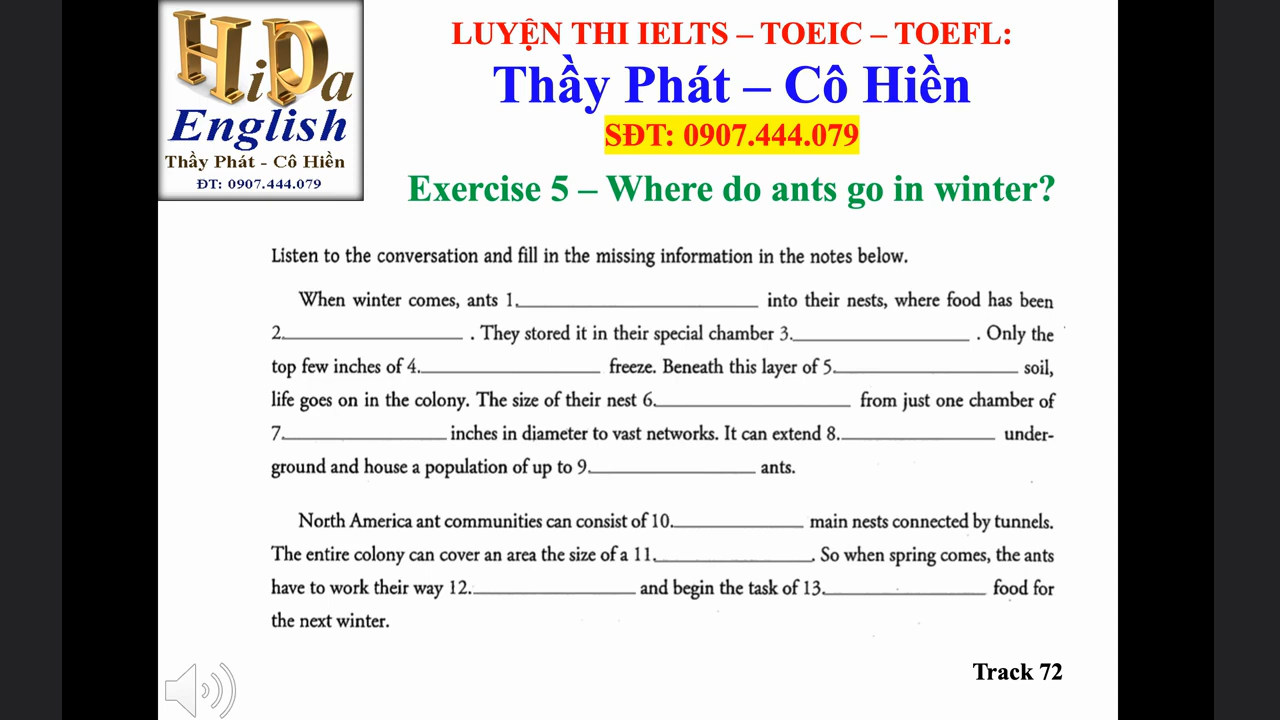 HiDa
English
Thầy Phát - Cô Hiền
ĐT: 0907.444.079
LUYỆN THI IELTS – TOEIC – TOEFL:
Thầy Phát – Cô Hiền
SĐT: 0907.444.079
Exercise 5 – Where do ants go in winter?
Listen to the conversation and fill in the missing information in the notes below.
When winter comes, ants 1.____________ into their nests, where food has been
2.____________ . They stored it in their special chamber 3.____________ . Only the
top few inches of 4.____________ freeze. Beneath this layer of 5.____________ soil,
life goes on in the colony. The size of their nest 6.____________ from just one chamber of
7.____________ inches in diameter to vast networks. It can extend 8.____________ under-
ground and house a population of up to 9.____________ ants.
North America ant communities can consist of 10.____________ main nests connected by tunnels.
The entire colony can cover an area the size of a 11.____________. So when spring comes, the ants
have to work their way 12.____________ and begin the task of 13.____________ food for
the next winter.
Track 72